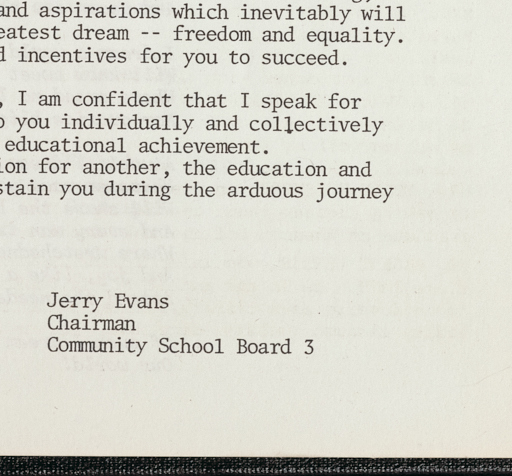 and aspirations which inevitably will
eatest dream -- freedom and equality.
d incentives for you to succeed.
, I am confident that I speak for
o you individually and collectively
educational achievement.
ion for another, the education and
stain you during the arduous journey
Jerry Evans
Chairman
Community School Board 3